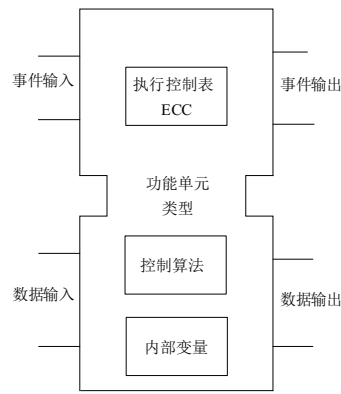 事件输入
执行控制表
ECC
事件输出
功能单元
类型
控制算法
数据输入
数据输出
内部变量